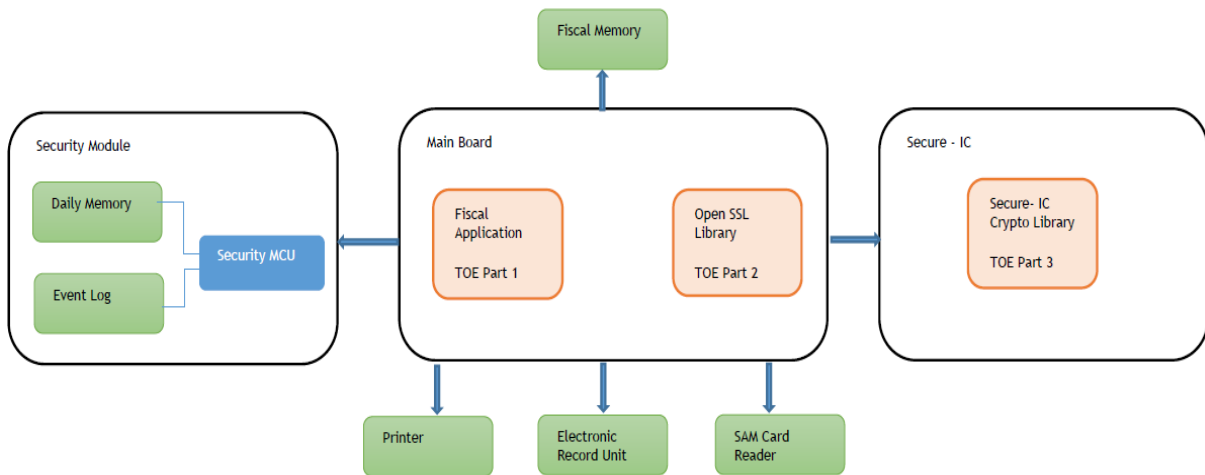 Fiscal Memory
Security Module
Daily Memory
Security MCU
Event Log
Main Board
Fiscal
Application
TOE Part 1
Open SSL
Library
TOE Part 2
Secure - IC
Secure- IC
Crypto Library
TOE Part 3
Printer
Electronic
Record Unit
SAM Card
Reader